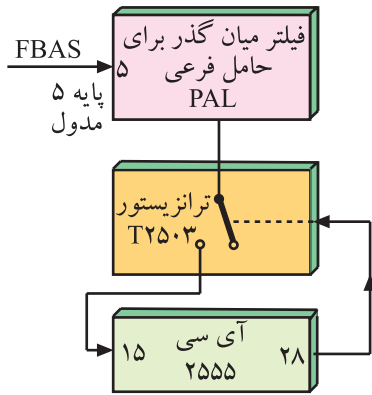 فیلتر میان گذر برای
حامل فرعی
PAL
۵
FBAS
پایه ۵
مدول
ترانزیستور
T۲۵۰۳
آی سی
۲۵۵۵
۱۵
۲۸